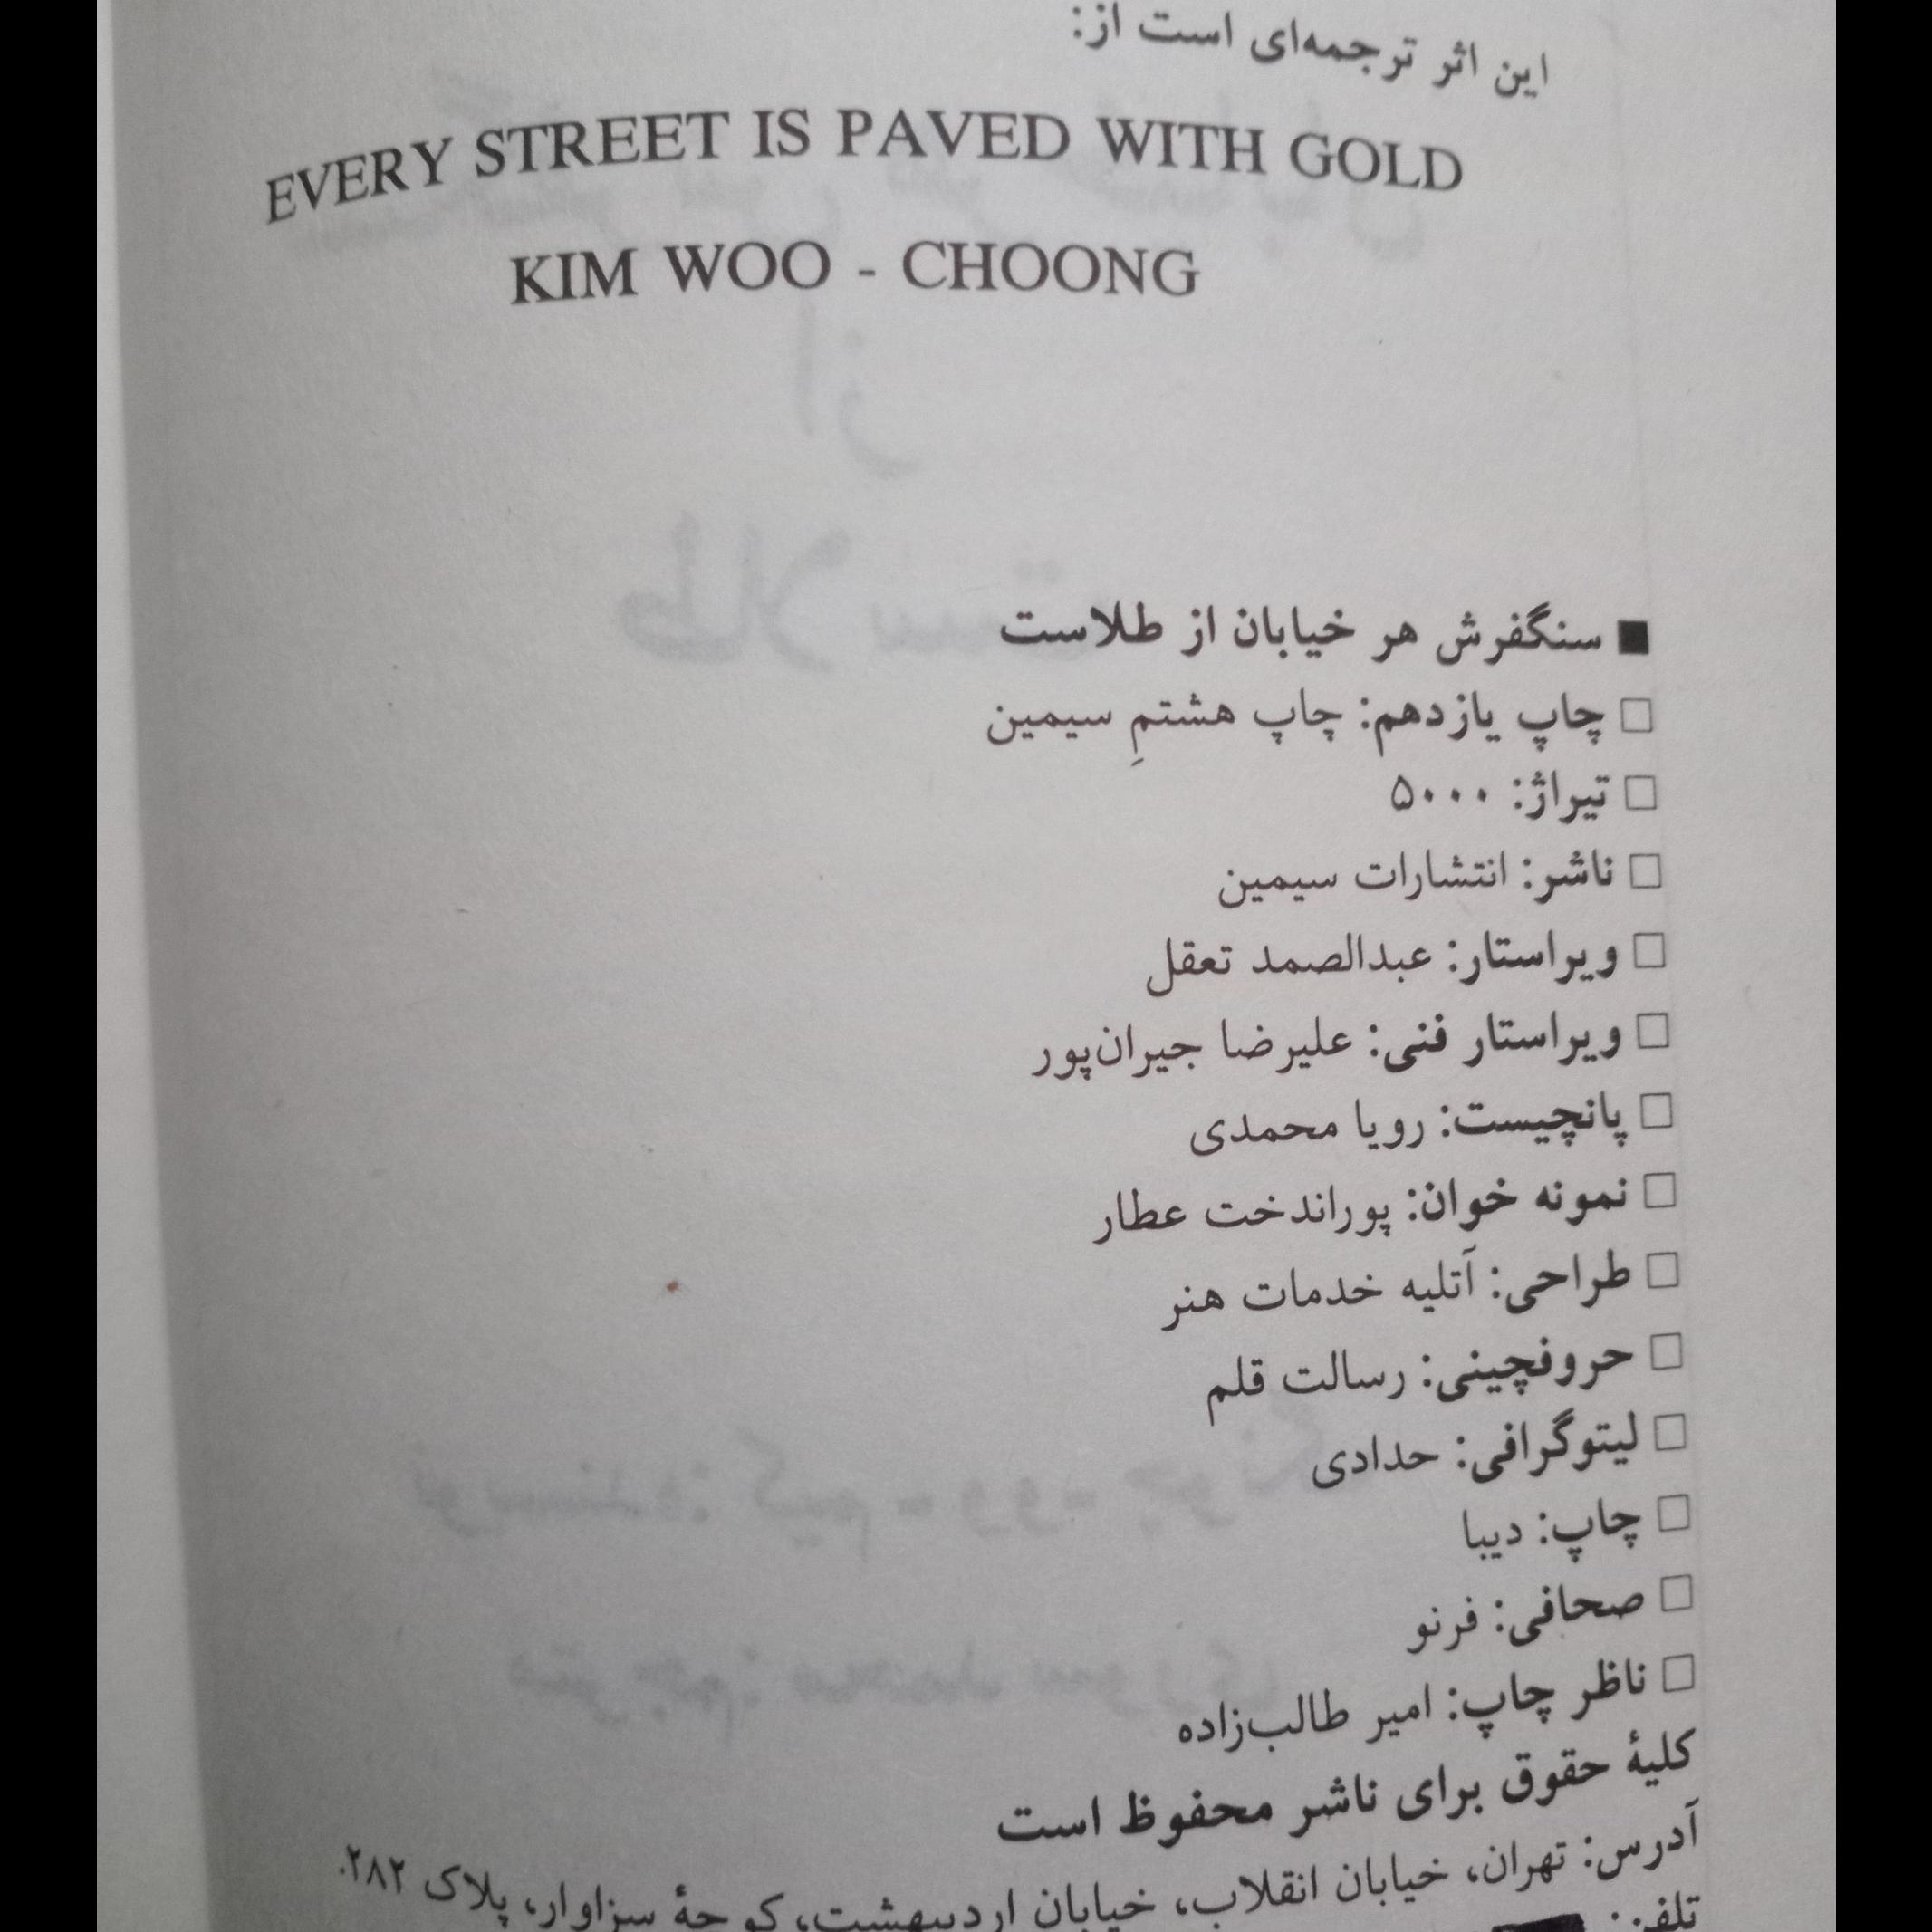 این اثر ترجمه‌ای است از:
EVERY STREET IS PAVED WITH GOLD
KIM WOO - CHOONG
■ سنگفرش هر خیابان از طلاست
□ چاپ یازدهم: چاپ هشتمِ سیمین
□ تیراژ: ۵۰۰۰
□ ناشر: انتشارات سیمین
□ ویراستار: عبدالصمد تعقل
□ ویراستار فنی: علیرضا جیران‌پور
□ پانچیست: رویا محمدی
□ نمونه خوان: پوراندخت عطار
□ طراحی: آتلیه خدمات هنر
□ حروفچینی: رسالت قلم
□ لیتوگرافی: حدادی
□ چاپ: دیبا
□ صحافی: فرنو
□ ناظر چاپ: امیر طالب‌زاده
کلیهٔ حقوق برای ناشر محفوظ است
آدرس: تهران، خیابان انقلاب، خیابان اردیبهشت، کوچهٔ سزاوار، پلاک ۲۸۲.
تلفن: